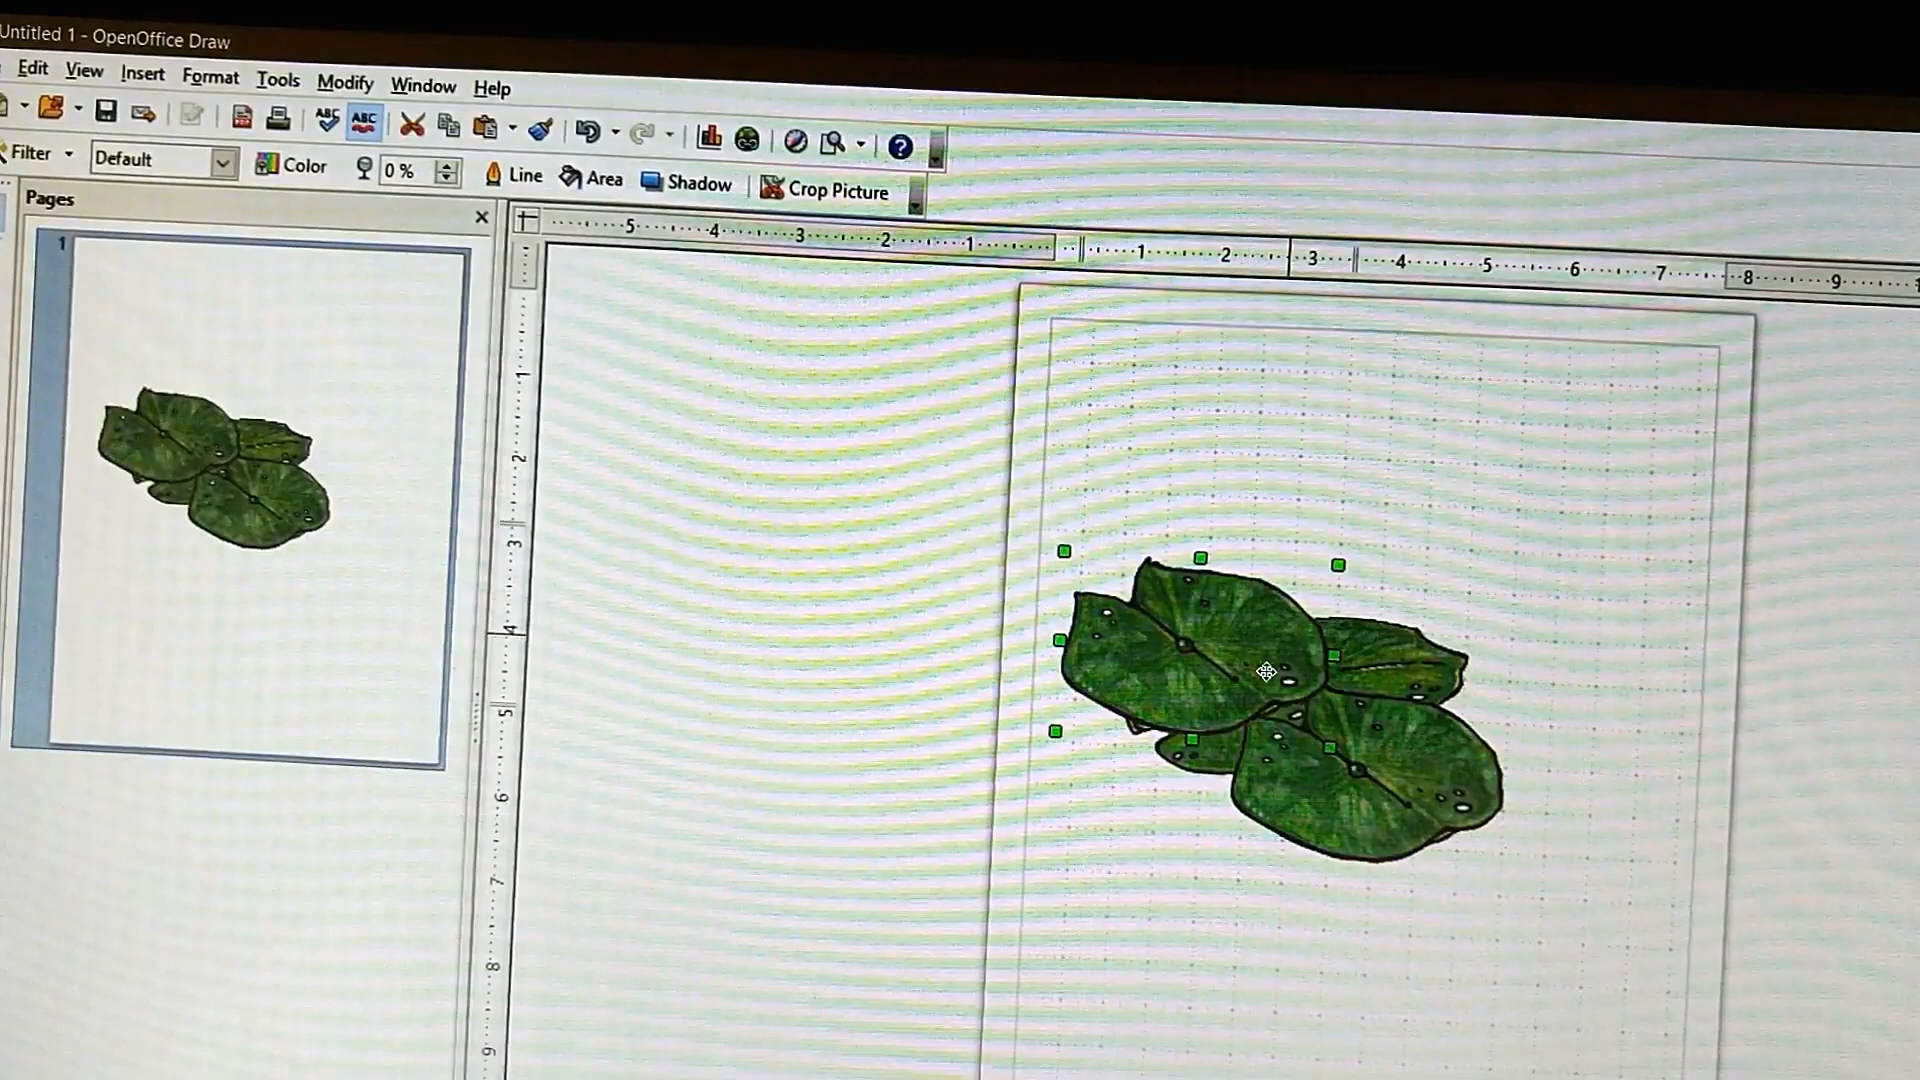 Untitled 1 - OpenOffice Draw
Edit View Insert Format Tools Modify Window Help
ABC ABC
Filter Default Color 0 % Line Area Shadow Crop Picture
Pages
1
5 4 3 2 1 1 2 3 4 5 6 7 8 9
1
2
3
4
5
6
7
8
9